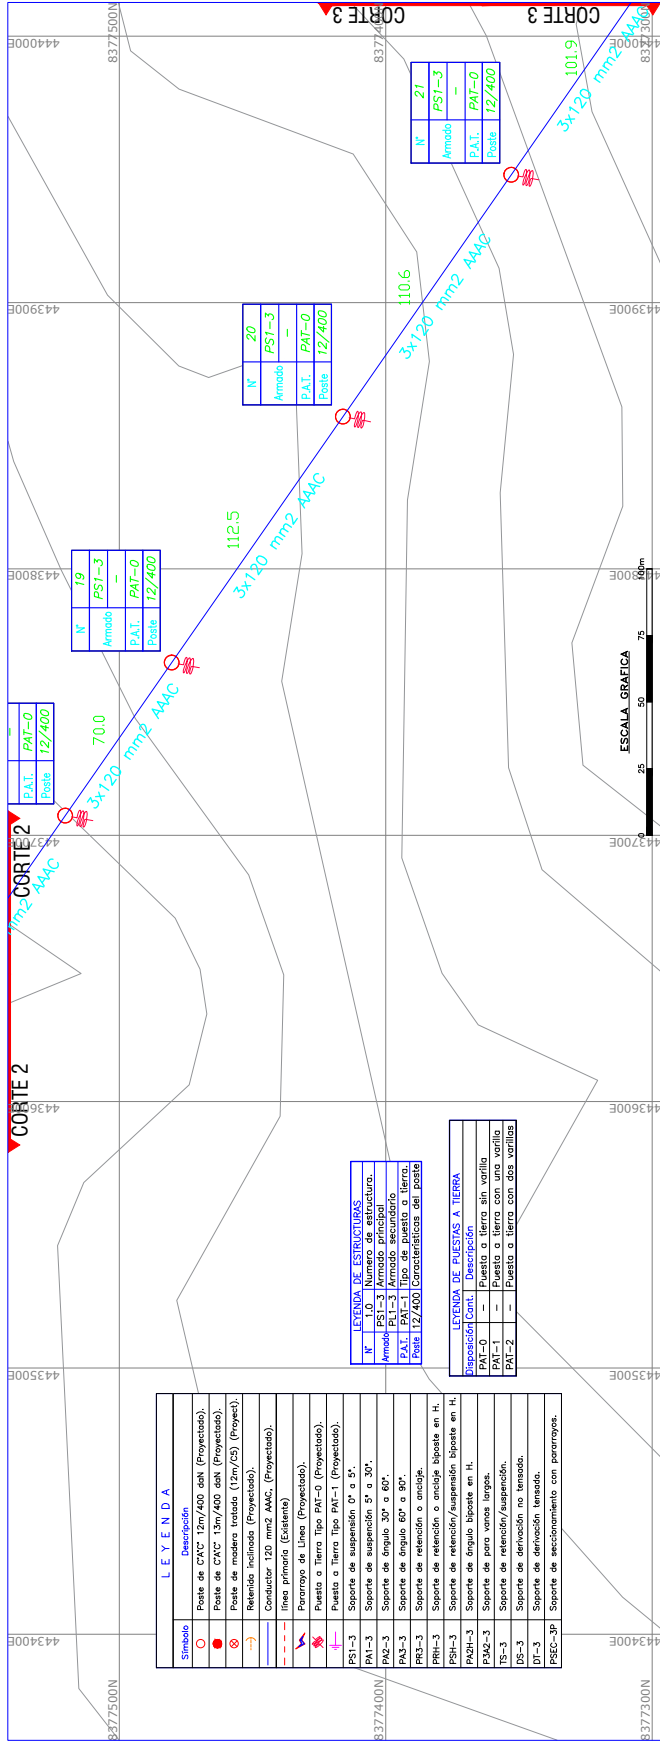 CORTE 2
CORTE 2
CORTE 3
CORTE 3
8377500N
8377400N
8377300N
8377500N
8377400N
8377300N
443400E
443500E
443600E
443700E
443800E
443900E
444000E
443400E
443500E
443600E
443700E
443800E
443900E
444000E
mm2 AAAC
3x120 mm2 AAAC
3x120 mm2 AAAC
3x120 mm2 AAAC
3x120 mm2 AAAC
70.0
112.5
110.6
101.9
–
P.A.T. PAT-0
Poste 12/400
N° 19
Armado PS1-3
–
P.A.T. PAT-0
Poste 12/400
N° 20
Armado PS1-3
–
P.A.T. PAT-0
Poste 12/400
N° 21
Armado PS1-3
–
P.A.T. PAT-0
Poste 12/400
L E Y E N D A
Símbolo Descripción
Poste de C°A°C° 12m/400 daN (Proyectado).
Poste de C°A°C° 13m/400 daN (Proyectado).
Poste de madera tratada (12m/C5) (Proyect).
Retenida inclinada (Proyectado).
Conductor 120 mm2 AAAC, (Proyectado).
línea primaria (Existente)
Pararrayo de Línea (Proyectado).
Puesta a Tierra Tipo PAT-0 (Proyectado).
Puesta a Tierra Tipo PAT-1 (Proyectado).
PS1-3 Soporte de suspensión 0° a 5°.
PA1-3 Soporte de suspensión 5° a 30°.
PA2-3 Soporte de ángulo 30° a 60°.
PA3-3 Soporte de ángulo 60° a 90°.
PR3-3 Soporte de retención o anclaje.
PRH-3 Soporte de retención o anclaje biposte en H.
PSH-3 Soporte de retención/suspensión biposte en H.
PA2H-3 Soporte de ángulo biposte en H.
P3A2-3 Soporte de para vanos largos.
TS-3 Soporte de retención/suspensión.
DS-3 Soporte de derivación no tensada.
DT-3 Soporte de derivación tensada.
PSEC-3P Soporte de seccionamiento con pararrayos.
LEYENDA DE ESTRUCTURAS
N° 1.0 Numero de estructura.
Armado PS1-3 Armado principal
PL1-3 Armado secundario
P.A.T. PAT-1 Tipo de puesta a tierra.
Poste 12/400 Características del poste
LEYENDA DE PUESTAS A TIERRA
Disposición Cant. Descripción
PAT-0 – Puesta a tierra sin varilla
PAT-1 – Puesta a tierra con una varilla
PAT-2 – Puesta a tierra con dos varillas
ESCALA GRAFICA
0 25 50 75 100m